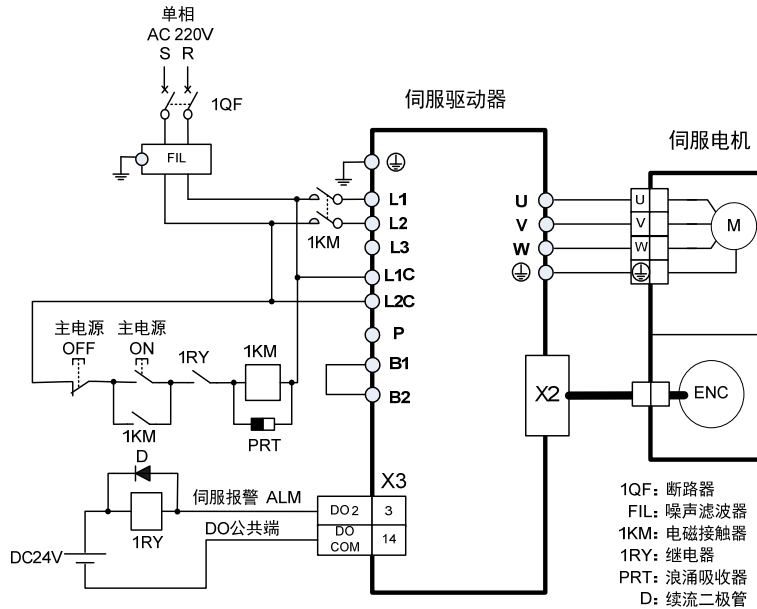 单相
AC 220V
S R
1QF
伺服驱动器
伺服电机
FIL
L1
L2
1KM
L3
L1C
L2C
P
B1
B2
U
V
W
U
V
W
M
主电源
OFF
主电源
ON
1RY
1KM
1KM
PRT
X2
ENC
D
X3
伺服报警 ALM
DO 2
3
1RY
DO公共端
DO
COM
14
DC24V
1QF: 断路器
FIL: 噪声滤波器
1KM: 电磁接触器
1RY: 继电器
PRT: 浪涌吸收器
D: 续流二极管